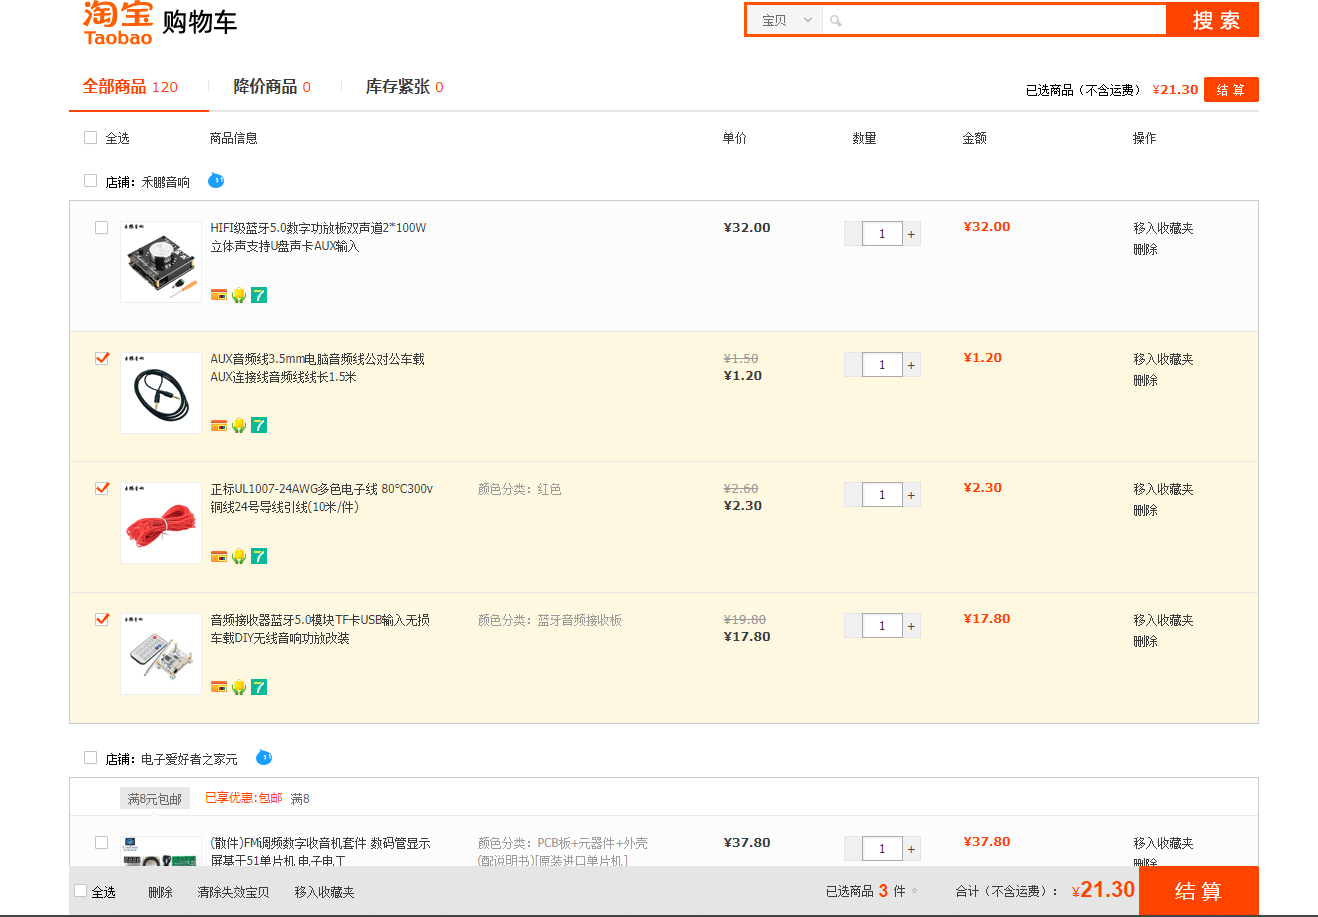 淘宝
Taobao 购物车
宝贝
搜 索
全部商品 120
降价商品 0
库存紧张 0
已选商品（不含运费） ¥21.30 结 算
全选 商品信息 单价 数量 金额 操作
店铺：禾鹏音响
HIFI级蓝牙5.0数字功放板双声道2*100W
立体声支持U盘声卡AUX输入
7
¥32.00
1 +
¥32.00
移入收藏夹
删除
AUX音频线3.5mm电脑音频线公对公车载
AUX连接线音频线线长1.5米
7
¥1.50
¥1.20
1 +
¥1.20
移入收藏夹
删除
正标UL1007-24AWG多色电子线 80°C300v
铜线24号导线引线(10米/件)
7
颜色分类：红色
¥2.60
¥2.30
1 +
¥2.30
移入收藏夹
删除
音频接收器蓝牙5.0模块TF卡USB输入无损
车载DIY无线音响功放改装
7
颜色分类：蓝牙音频接收板
¥19.80
¥17.80
1 +
¥17.80
移入收藏夹
删除
店铺：电子爱好者之家元
满8元包邮 已享优惠:包邮 满8
(散件)FM调频数字收音机套件 数码管显示
屏基于51单片机 电子电工
颜色分类：PCB板+元器件+外壳
(配说明书)[原装进口单片机]
¥37.80
1 +
¥37.80
移入收藏夹
删除
全选 删除 清除失效宝贝 移入收藏夹 已选商品 3 件 合计（不含运费）： ¥21.30 结 算